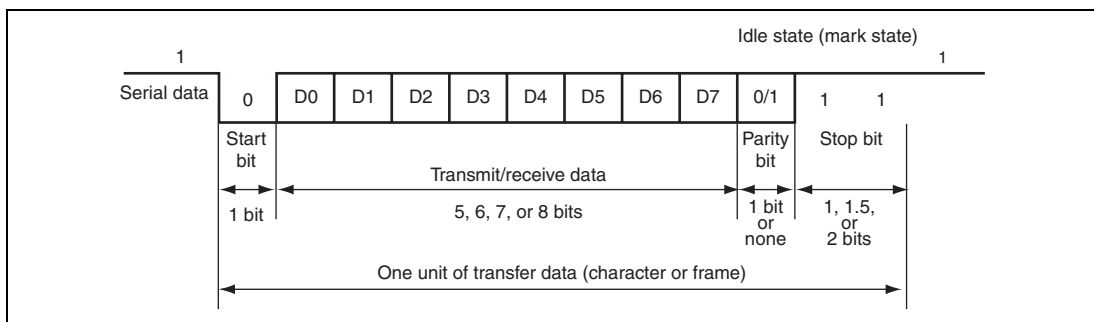 Idle state (mark state)
1
1
Serial data
0
D0
D1
D2
D3
D4
D5
D6
D7
0/1
1
1
Start
bit
Parity
bit
Stop bit
Transmit/receive data
1 bit
5, 6, 7, or 8 bits
1 bit
or
none
1, 1.5,
or
2 bits
One unit of transfer data (character or frame)